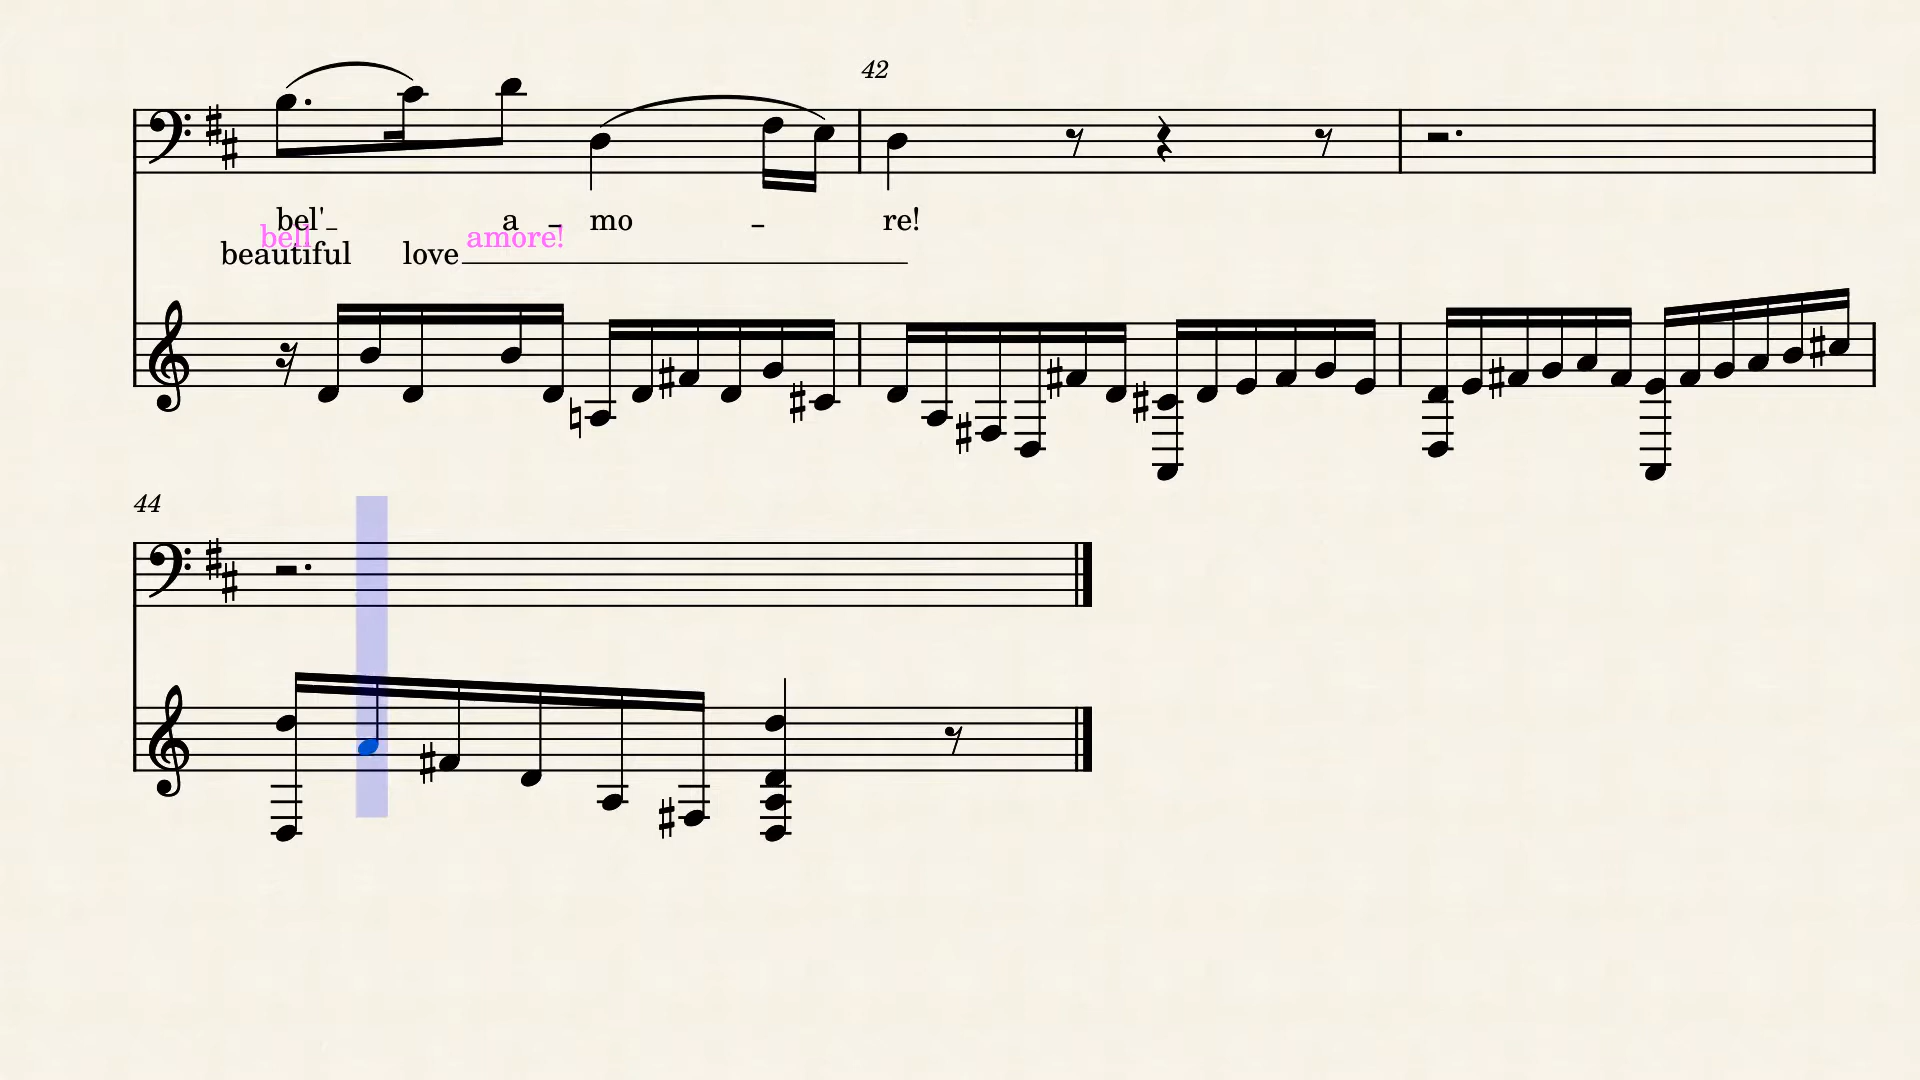 42
bel' _ a - mo - re!
bell amore!
beautiful love
44